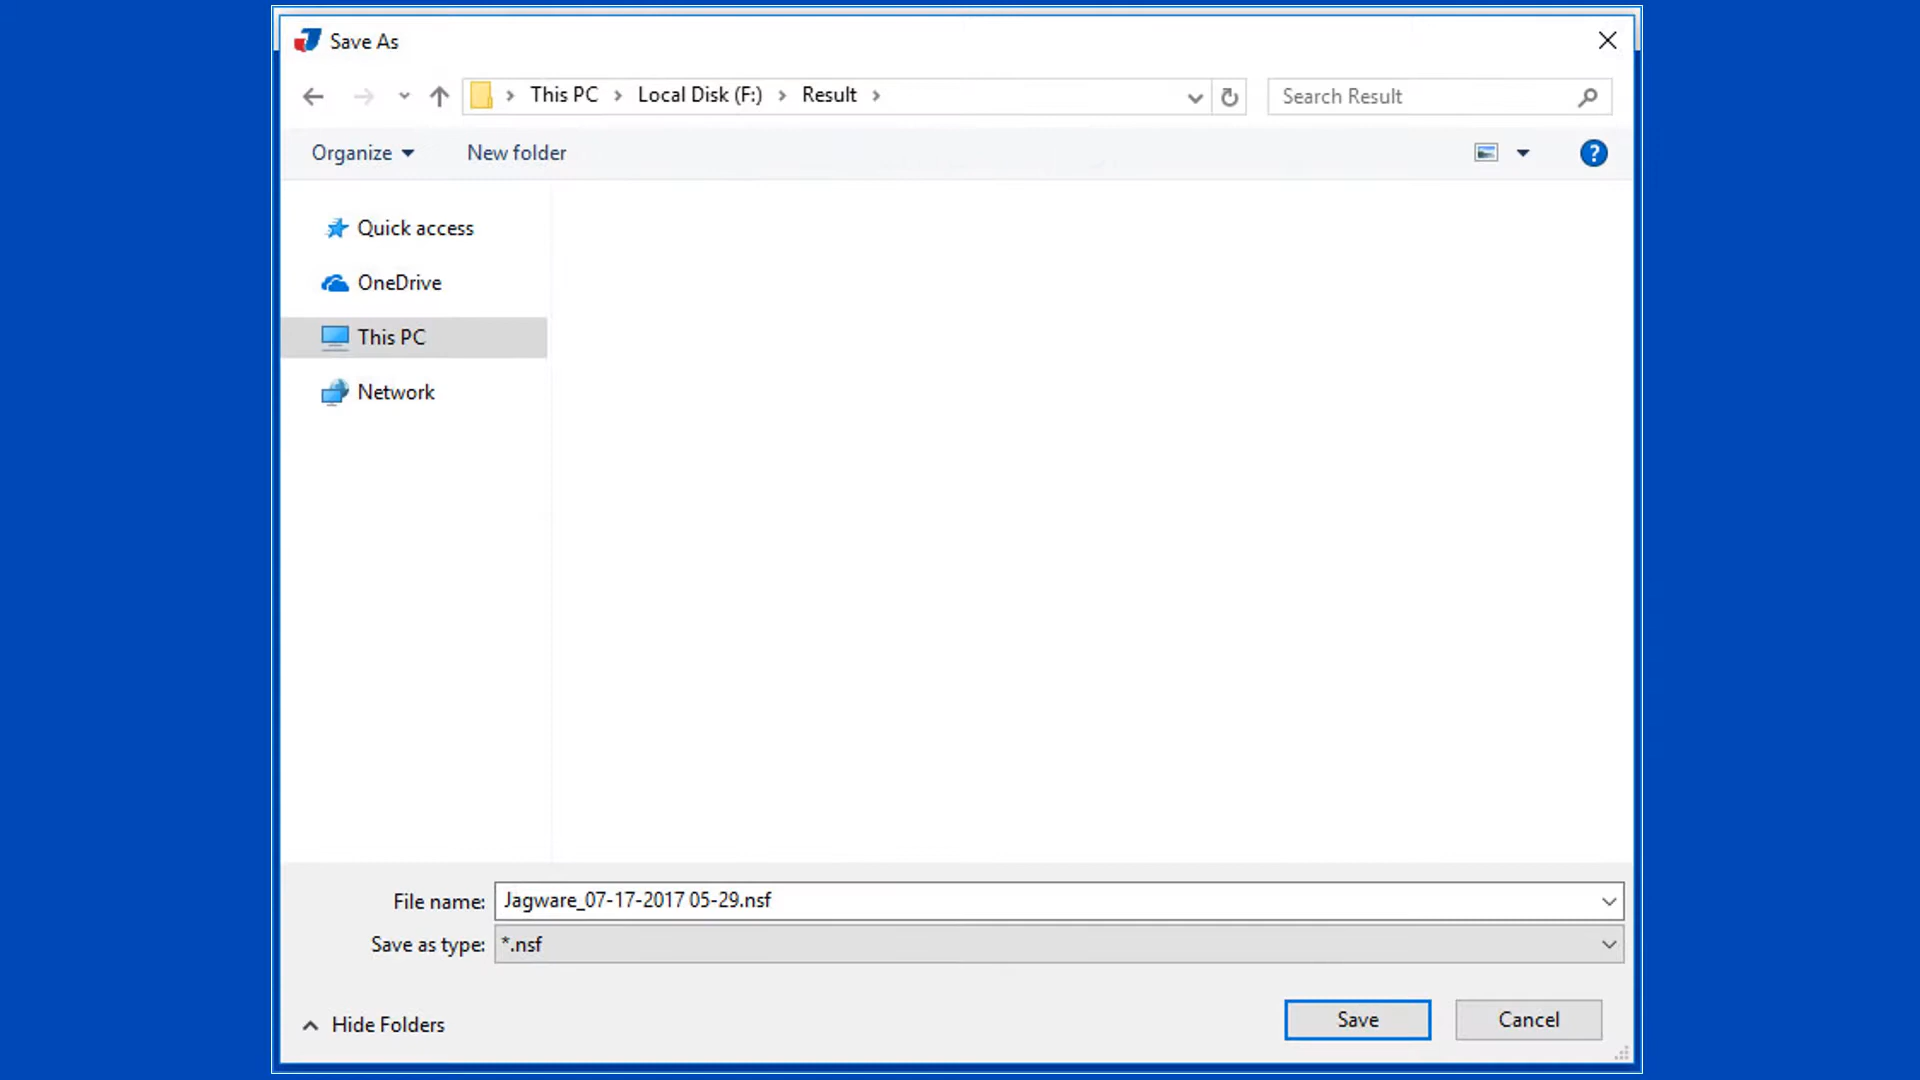 Save As
This PC > Local Disk (F:) > Result >
Search Result
Organize
New folder
?
Quick access
OneDrive
This PC
Network
File name: Jagware_07-17-2017 05-29.nsf
Save as type: *.nsf
Hide Folders
Save
Cancel